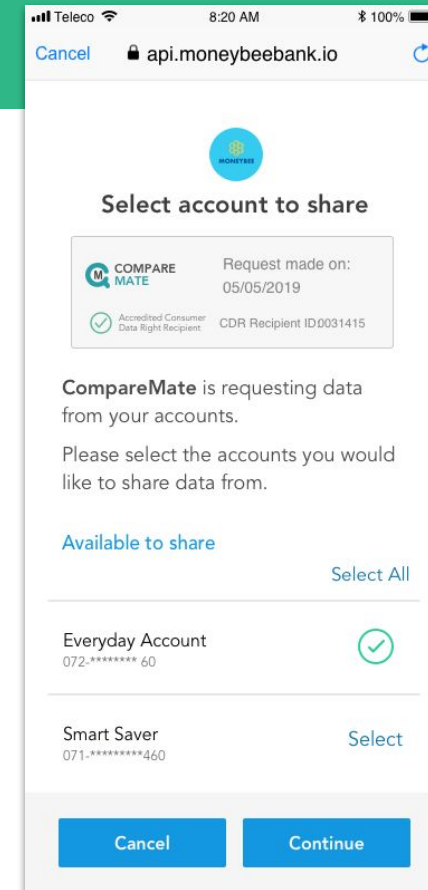 Teleco 8:20 AM 100%
Cancel api.moneybeebank.io
MONEYBEE
Select account to share
COMPARE
MATE
Request made on:
05/05/2019
Accredited Consumer
Data Right Recipient
CDR Recipient ID:0031415
CompareMate is requesting data
from your accounts.
Please select the accounts you would
like to share data from.
Available to share
Select All
Everyday Account
072-******** 60
Smart Saver
071-*********460
Select
Cancel Continue